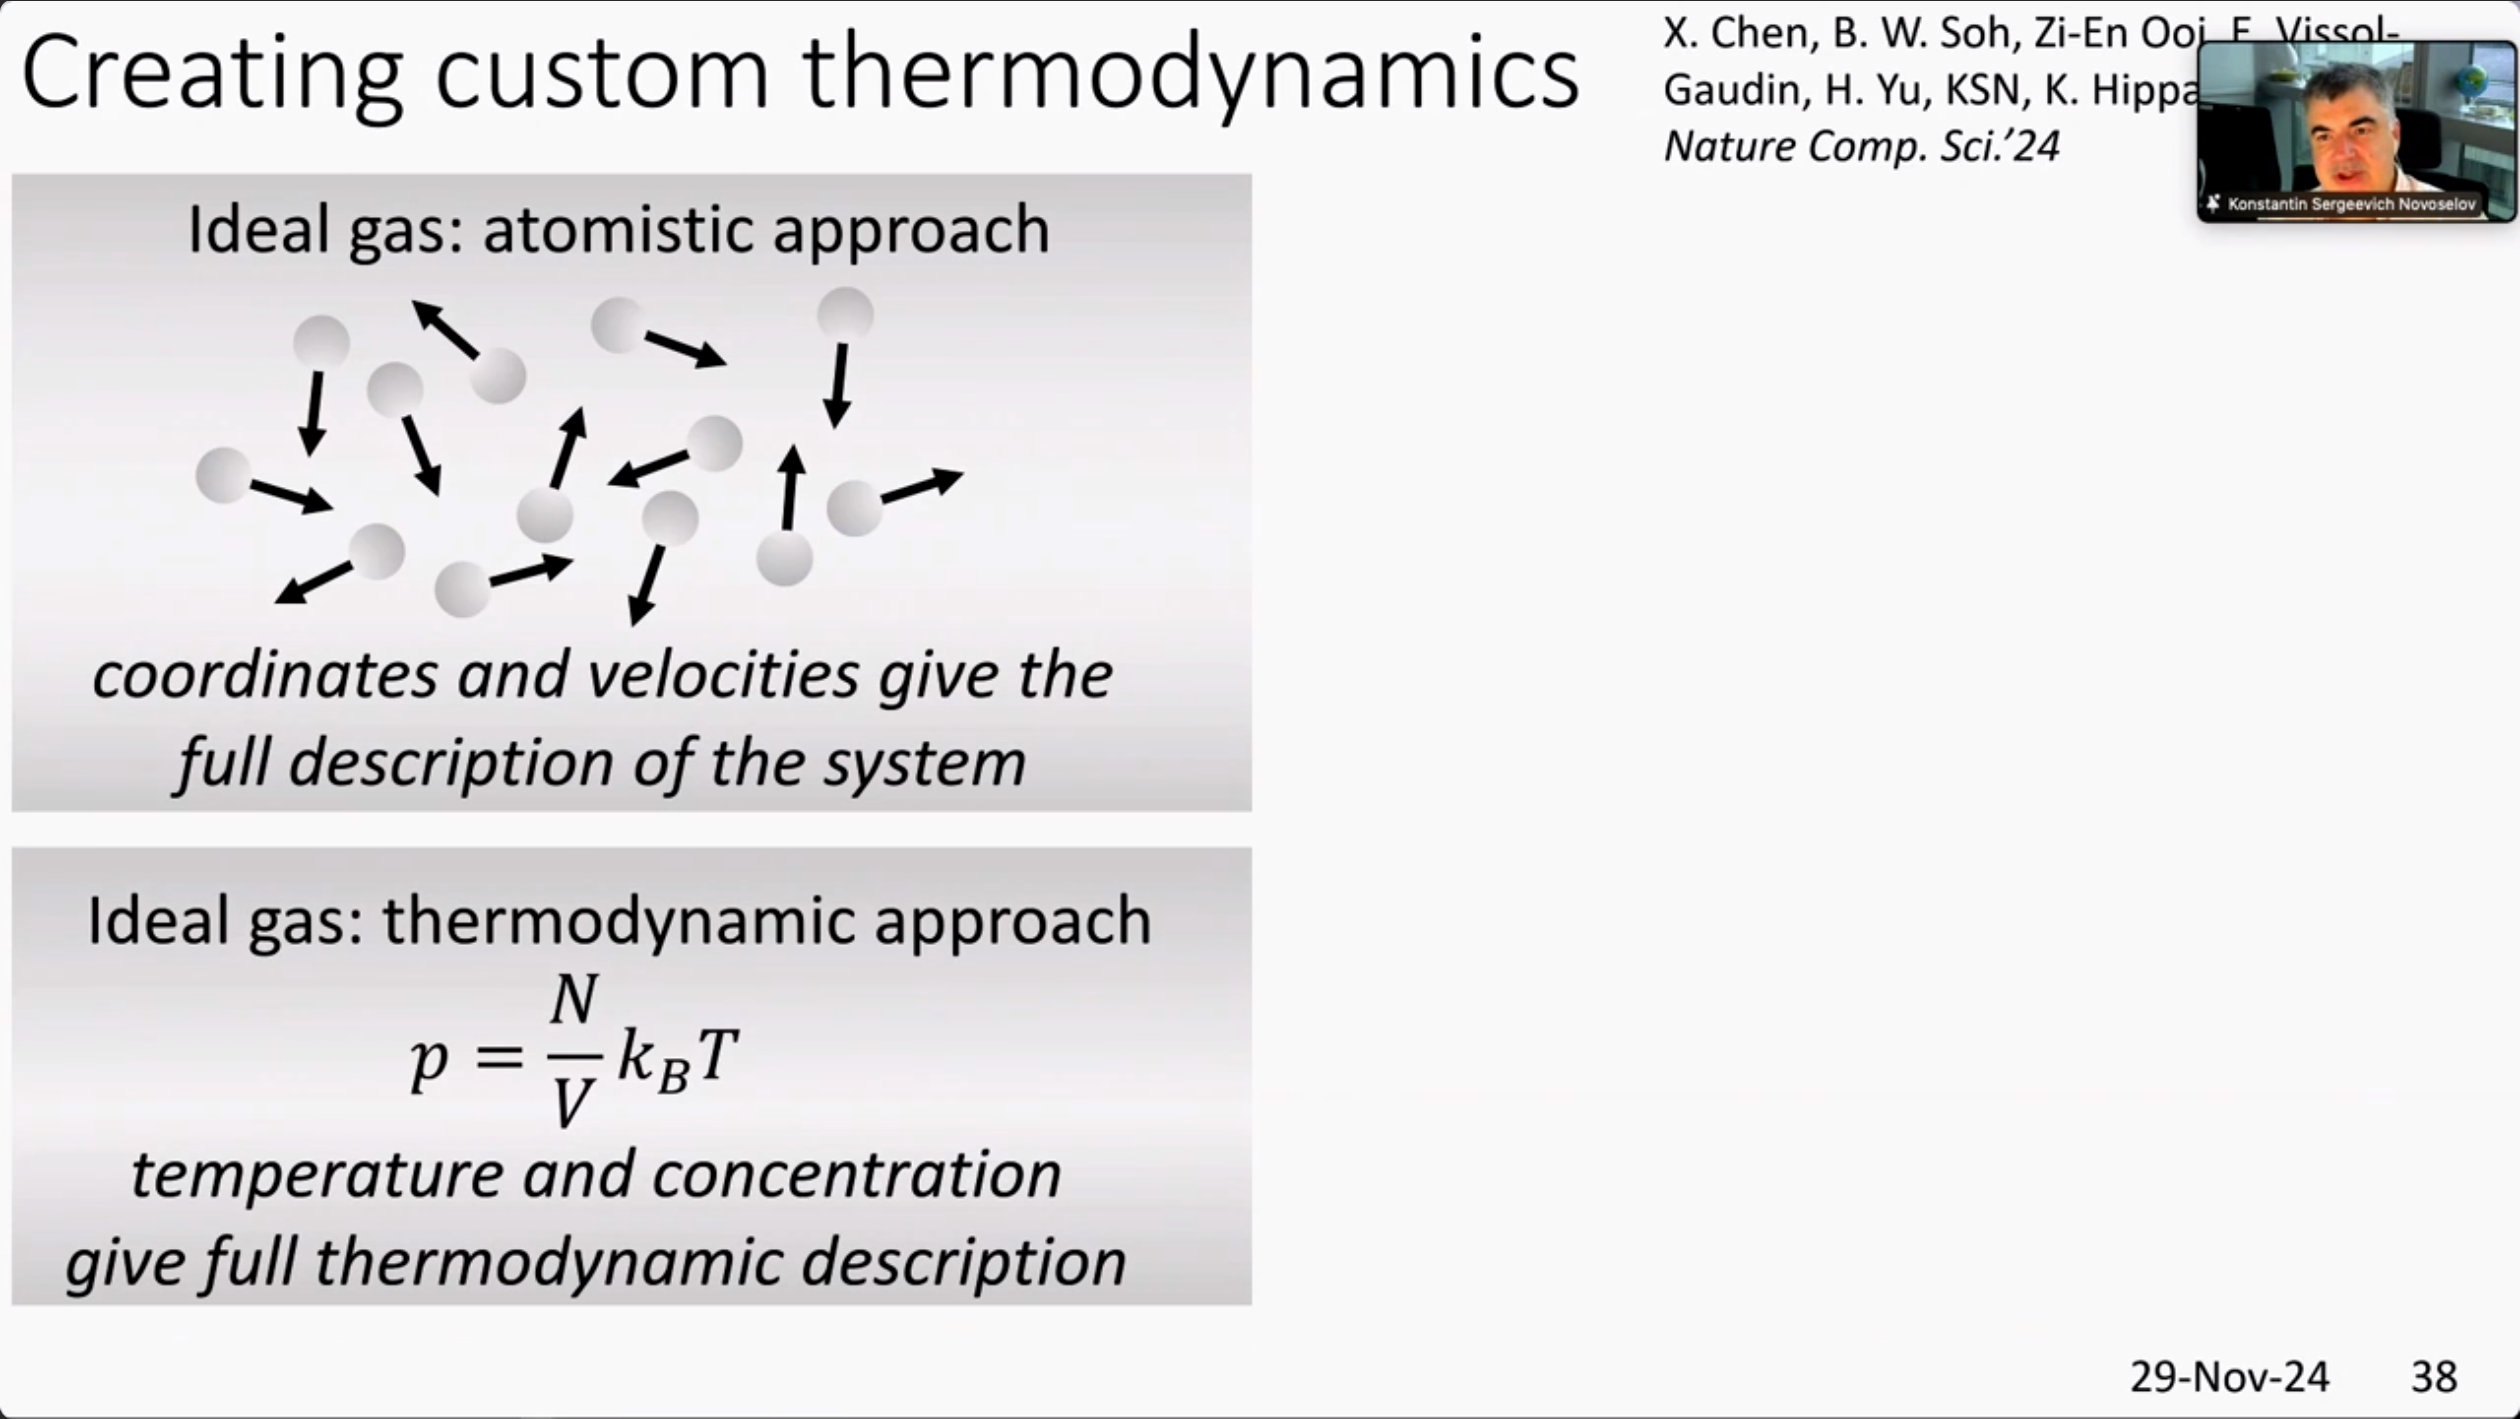 Creating custom thermodynamics
X. Chen, B. W. Soh, Zi-En Ooi, E. Vissol-
Gaudin, H. Yu, KSN, K. Hippa
Nature Comp. Sci.’24
Konstantin Sergeevich Novoselov
Ideal gas: atomistic approach
coordinates and velocities give the
full description of the system
Ideal gas: thermodynamic approach
p = N/V k_B T
temperature and concentration
give full thermodynamic description
29-Nov-24 38